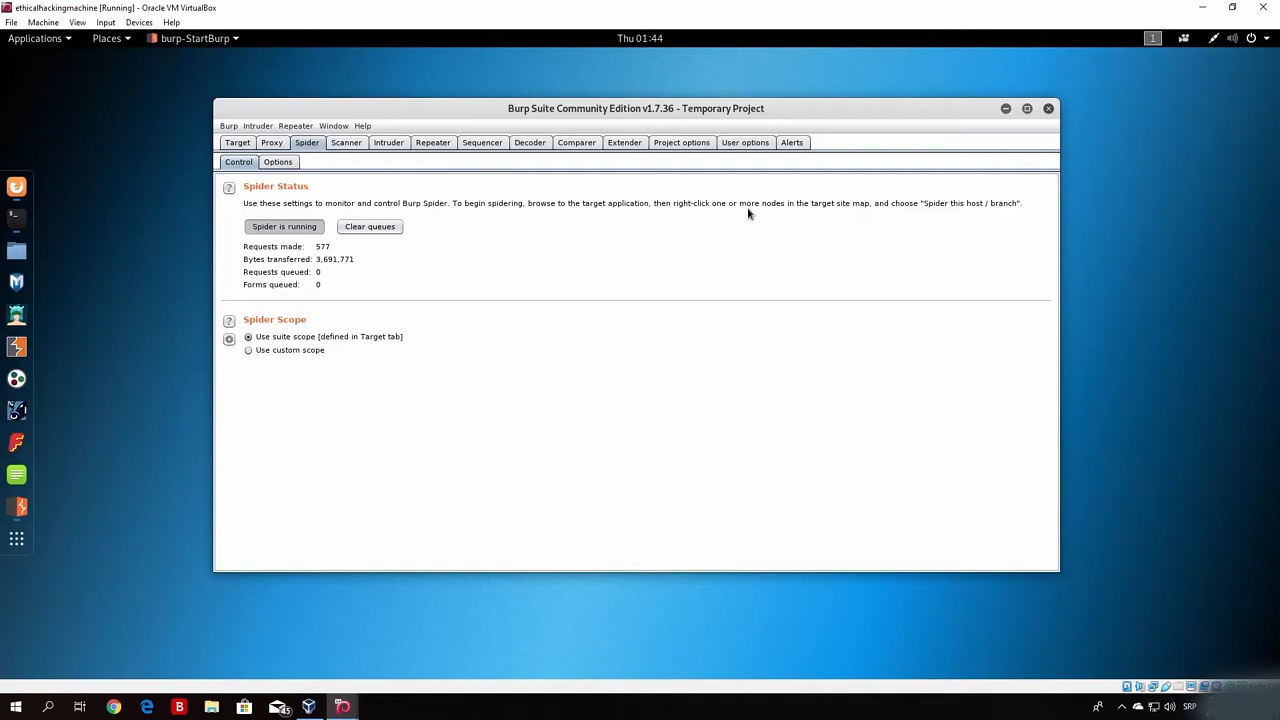 ethicalhackingmachine [Running] - Oracle VM VirtualBox
File Machine View Input Devices Help
Applications Places burp-StartBurp Thu 01:44 1
Burp Suite Community Edition v1.7.36 - Temporary Project
Burp Intruder Repeater Window Help
Target Proxy Spider Scanner Intruder Repeater Sequencer Decoder Comparer Extender Project options User options Alerts
Control Options
? Spider Status
Use these settings to monitor and control Burp Spider. To begin spidering, browse to the target application, then right-click one or more nodes in the target site map, and choose "Spider this host / branch".
Spider is running Clear queues
Requests made: 577
Bytes transferred: 3,691,771
Requests queued: 0
Forms queued: 0
? Spider Scope
Use suite scope [defined in Target tab]
Use custom scope
B 45 SRP